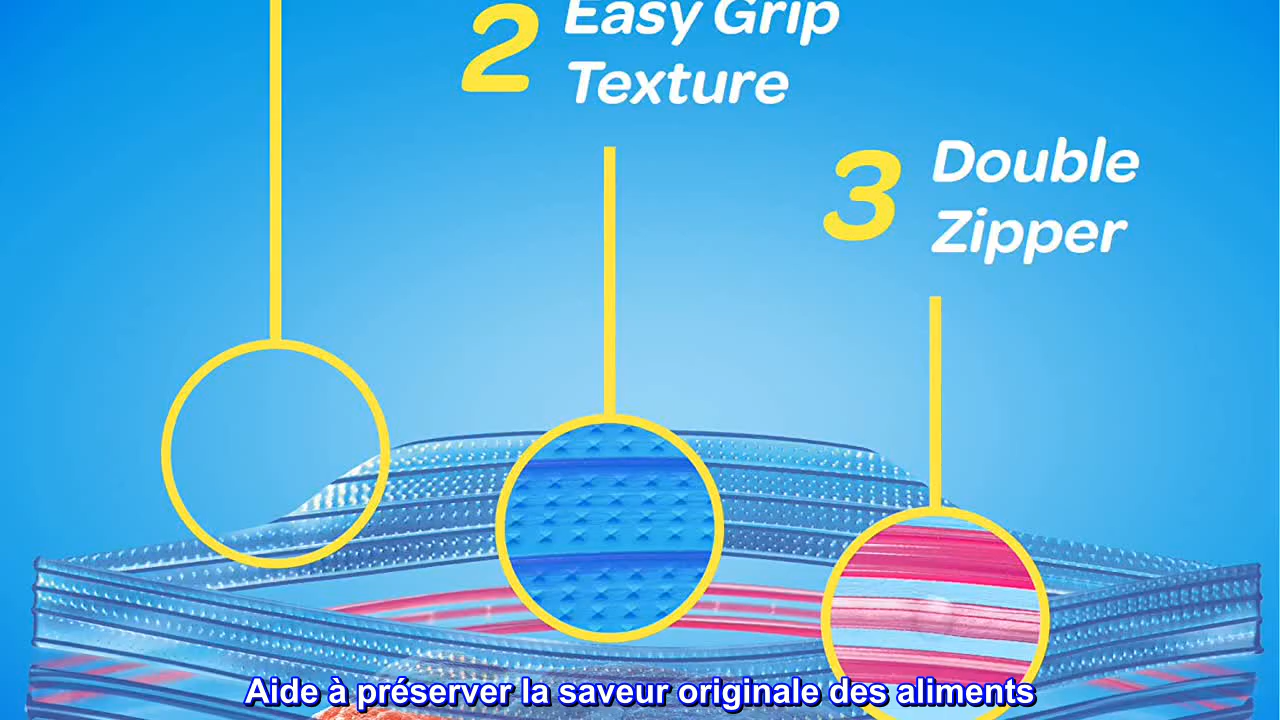 2
Easy Grip
Texture
3
Double
Zipper
Aide à préserver la saveur originale des aliments